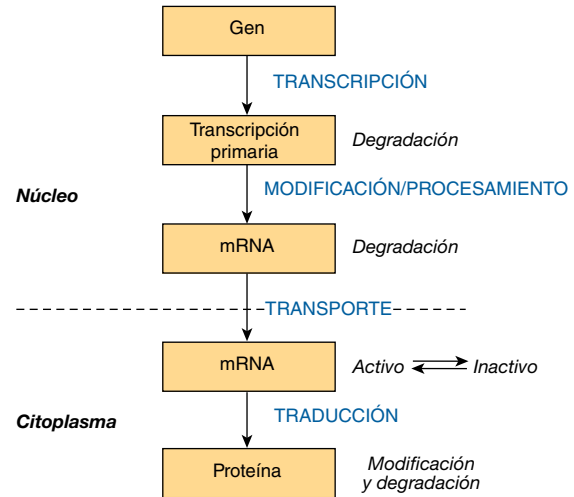 Gen
TRANSCRIPCIÓN
Transcripción
primaria
Degradación
MODIFICACIÓN/PROCESAMIENTO
Núcleo
mRNA
Degradación
TRANSPORTE
mRNA
Activo
Inactivo
TRADUCCIÓN
Citoplasma
Proteína
Modificación
y degradación